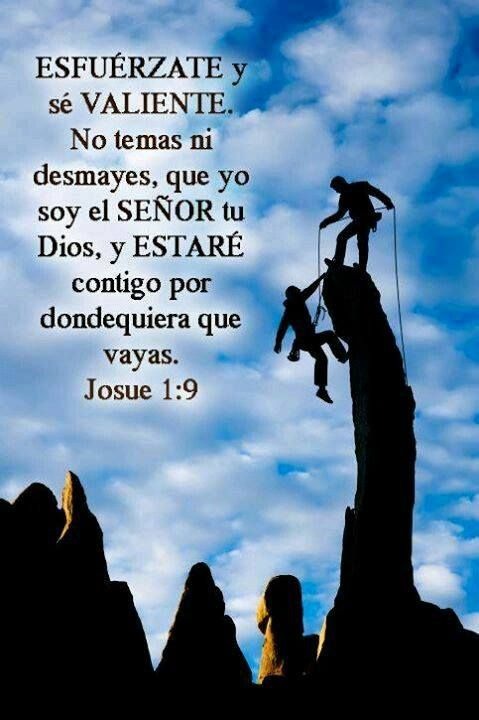 ESFUÉRZATE y
sé VALIENTE.
No temas ni
desmayes, que yo
soy el SEÑOR tu
Dios, y ESTARÉ
contigo por
dondequiera que
vayas.
Josue 1:9